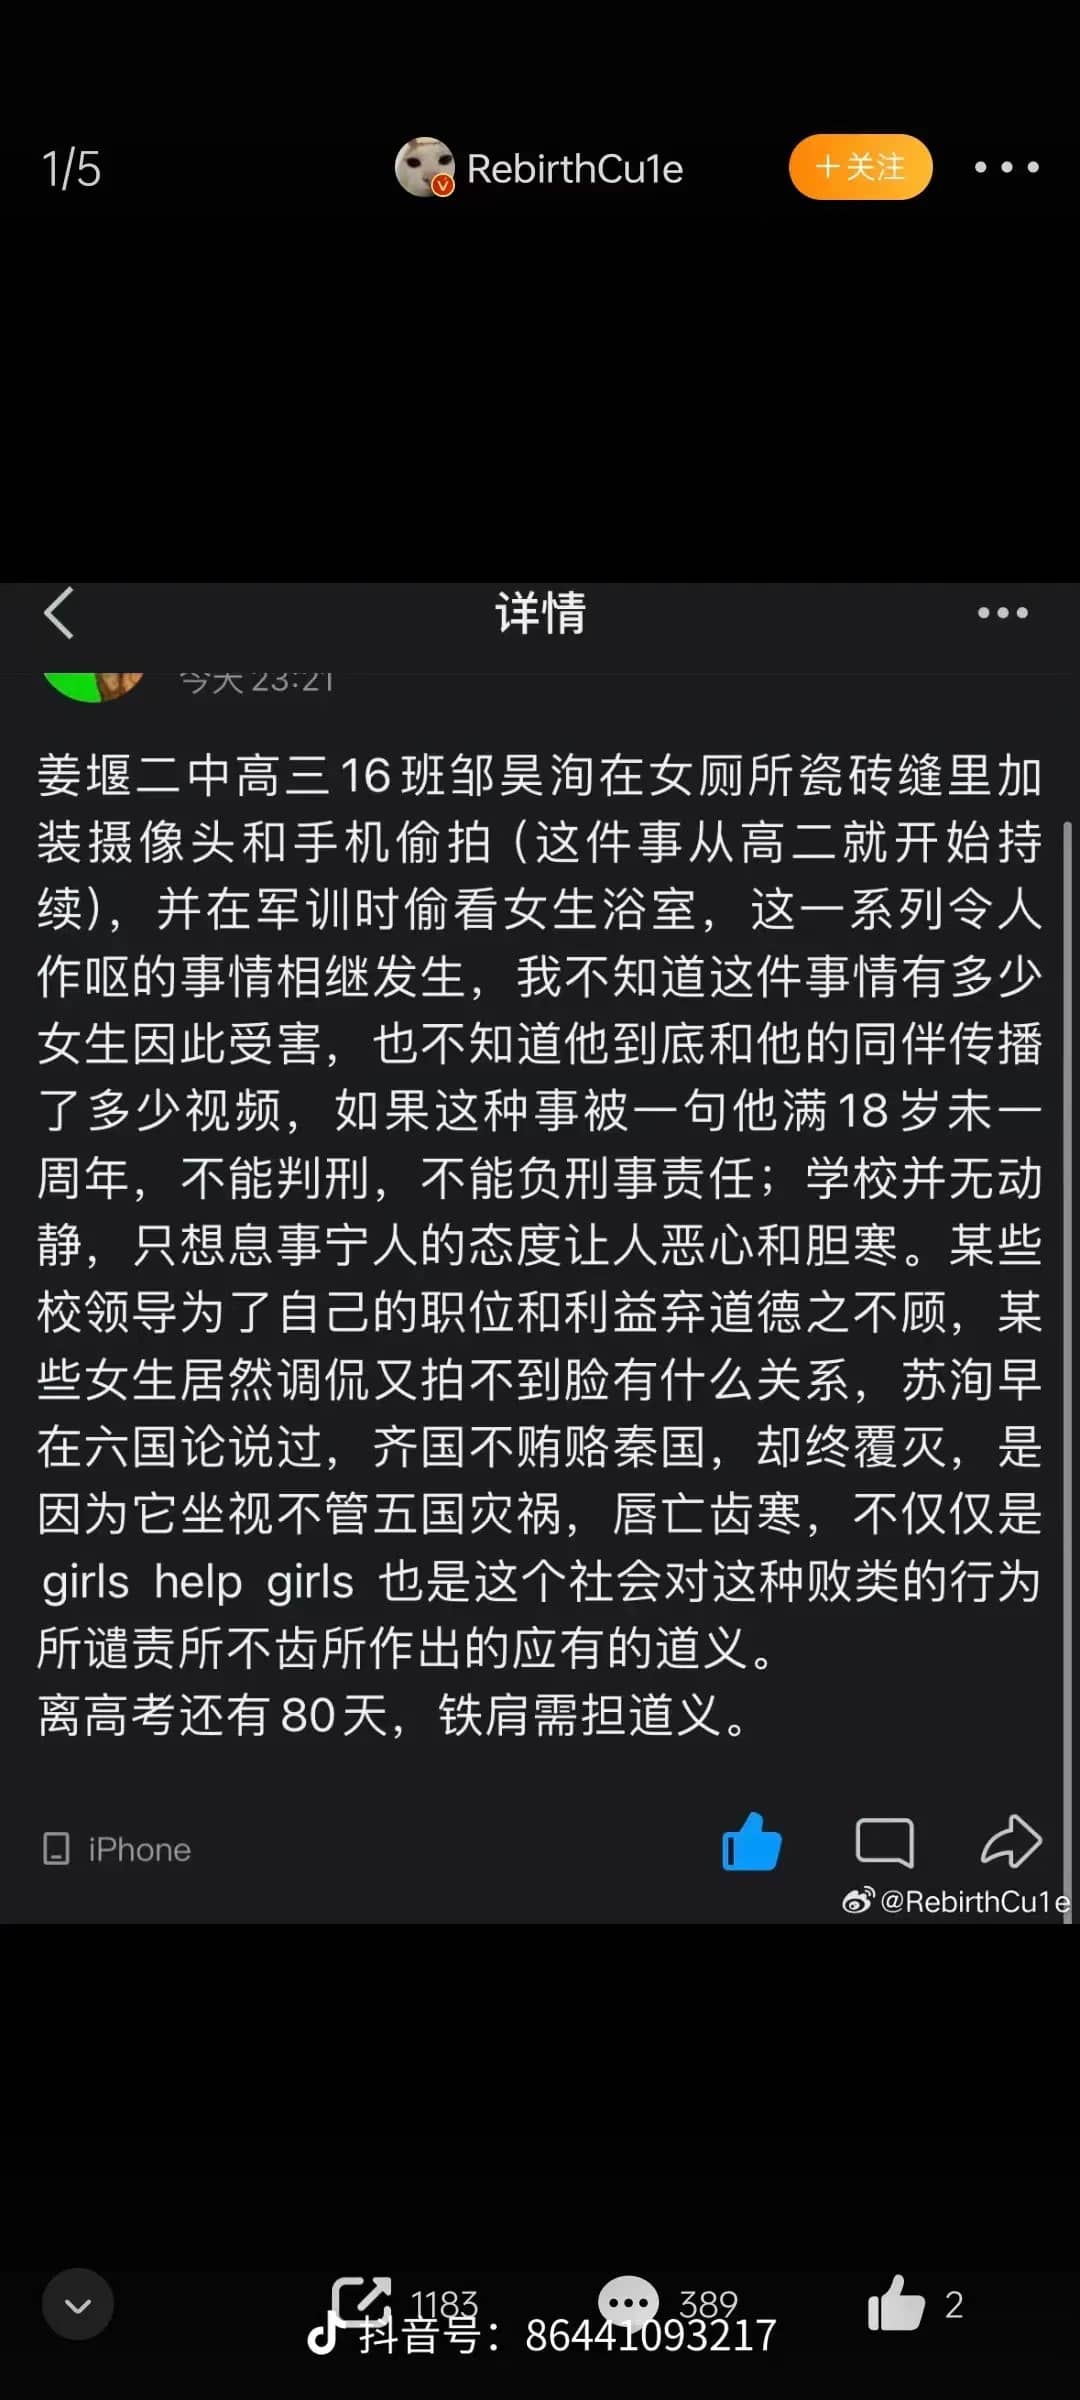 1/5
RebirthCu1e
+关注
详情
今天 23:21
姜堰二中高三16班邹昊洵在女厕所瓷砖缝里加
装摄像头和手机偷拍（这件事从高二就开始持
续），并在军训时偷看女生浴室，这一系列令人
作呕的事情相继发生，我不知道这件事情有多少
女生因此受害，也不知道他到底和他的同伴传播
了多少视频，如果这种事被一句他满18岁未一
周年，不能判刑，不能负刑事责任；学校并无动
静，只想息事宁人的态度让人恶心和胆寒。某些
校领导为了自己的职位和利益弃道德之不顾，某
些女生居然调侃又拍不到脸有什么关系，苏洵早
在六国论说过，齐国不贿赂秦国，却终覆灭，是
因为它坐视不管五国灾祸，唇亡齿寒，不仅仅是
girls help girls 也是这个社会对这种败类的行为
所谴责所不齿所作出的应有的道义。
离高考还有80天，铁肩需担道义。
iPhone
@RebirthCu1e
1183
389
2
抖音号：86441093217